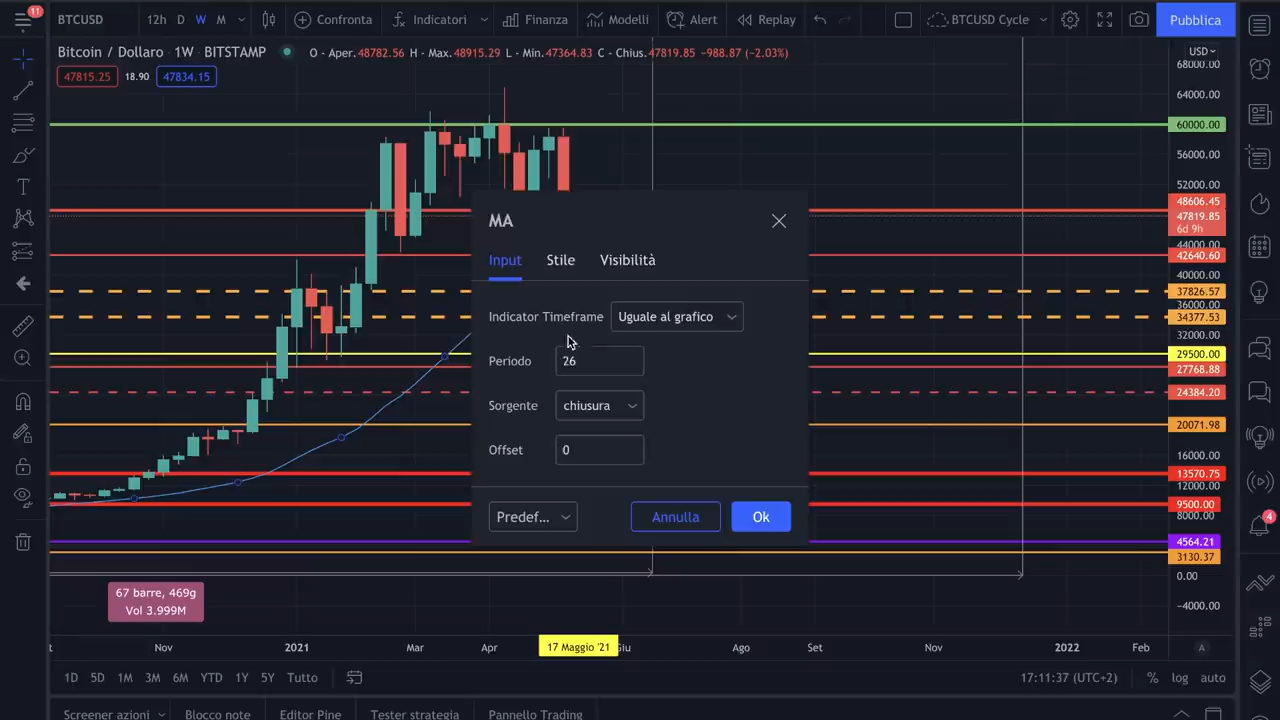 11
BTCUSD
12h D W M
Confronta
Indicatori
Finanza
Modelli
Alert
Replay
BTCUSD Cycle
Pubblica
Bitcoin / Dollaro · 1W · BITSTAMP
O - Aper. 48782.56 H - Max. 48915.29 L - Min. 47364.83 C - Chius. 47819.85 -988.87 (-2.03%)
47815.25 18.90 47834.15
USD
68000.00
64000.00
60000.00
56000.00
52000.00
48606.45
47819.85
6d 9h
44000.00
42640.60
40000.00
37826.57
36000.00
34377.53
32000.00
29500.00
27768.88
24384.20
20071.98
16000.00
13570.75
12000.00
9500.00
8000.00
4564.21
3130.37
0.00
-4000.00
MA
Input Stile Visibilità
Indicator Timeframe Uguale al grafico
Periodo 26
Sorgente chiusura
Offset 0
Predef... Annulla Ok
67 barre, 469g
Vol 3.999M
Nov 2021 Mar Apr 17 Maggio '21 Giu Ago Set Nov 2022 Feb A
1D 5D 1M 3M 6M YTD 1Y 5Y Tutto
17:11:37 (UTC+2) % log auto
4
Screener azioni Blocco note Editor Pine Tester strategia Pannello Trading